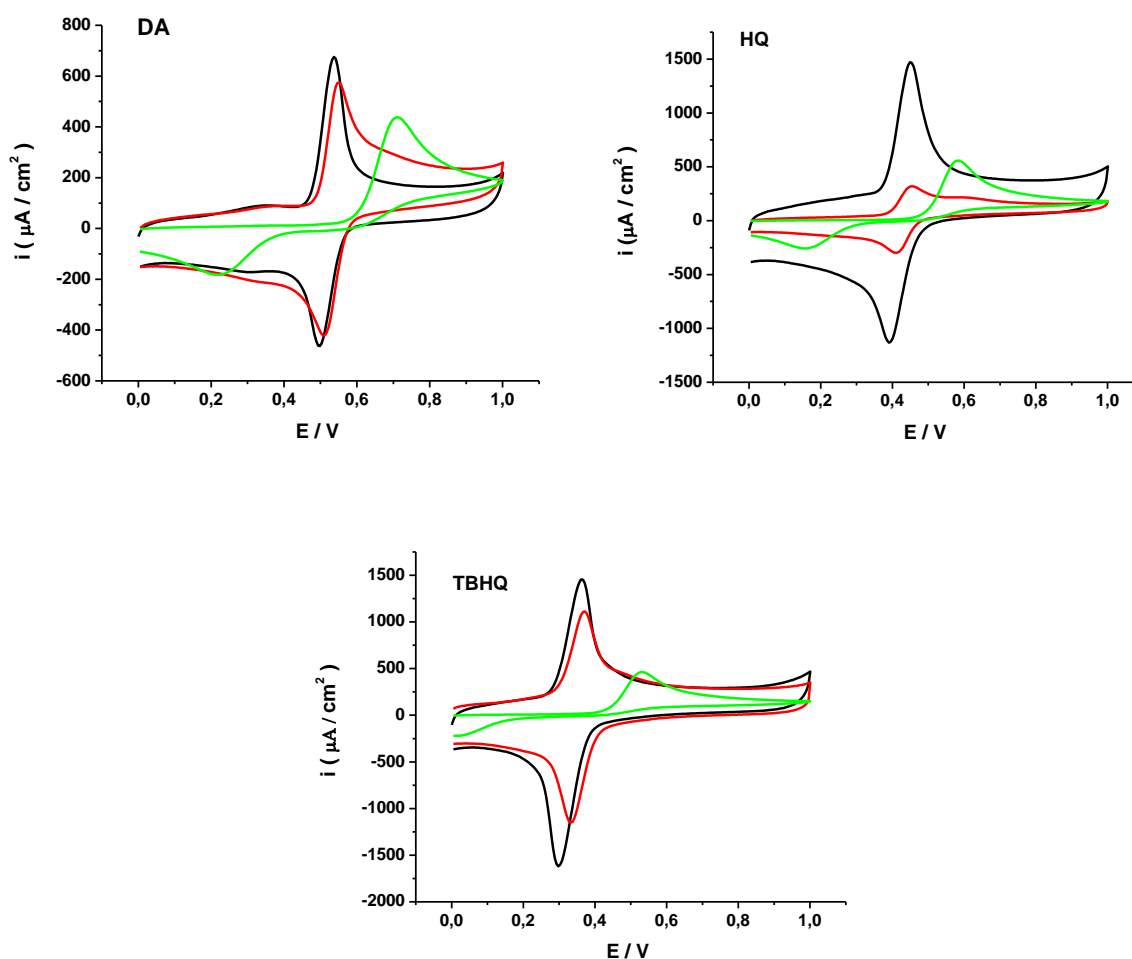 DA
800
600
400
200
0
-200
-400
-600
0,0 0,2 0,4 0,6 0,8 1,0
E / V
i ( µA / cm2 )
HQ
1500
1000
500
0
-500
-1000
-1500
0,0 0,2 0,4 0,6 0,8 1,0
E / V
i (µA / cm2 )
TBHQ
1500
1000
500
0
-500
-1000
-1500
-2000
0,0 0,2 0,4 0,6 0,8 1,0
E / V
i ( µA / cm2 )